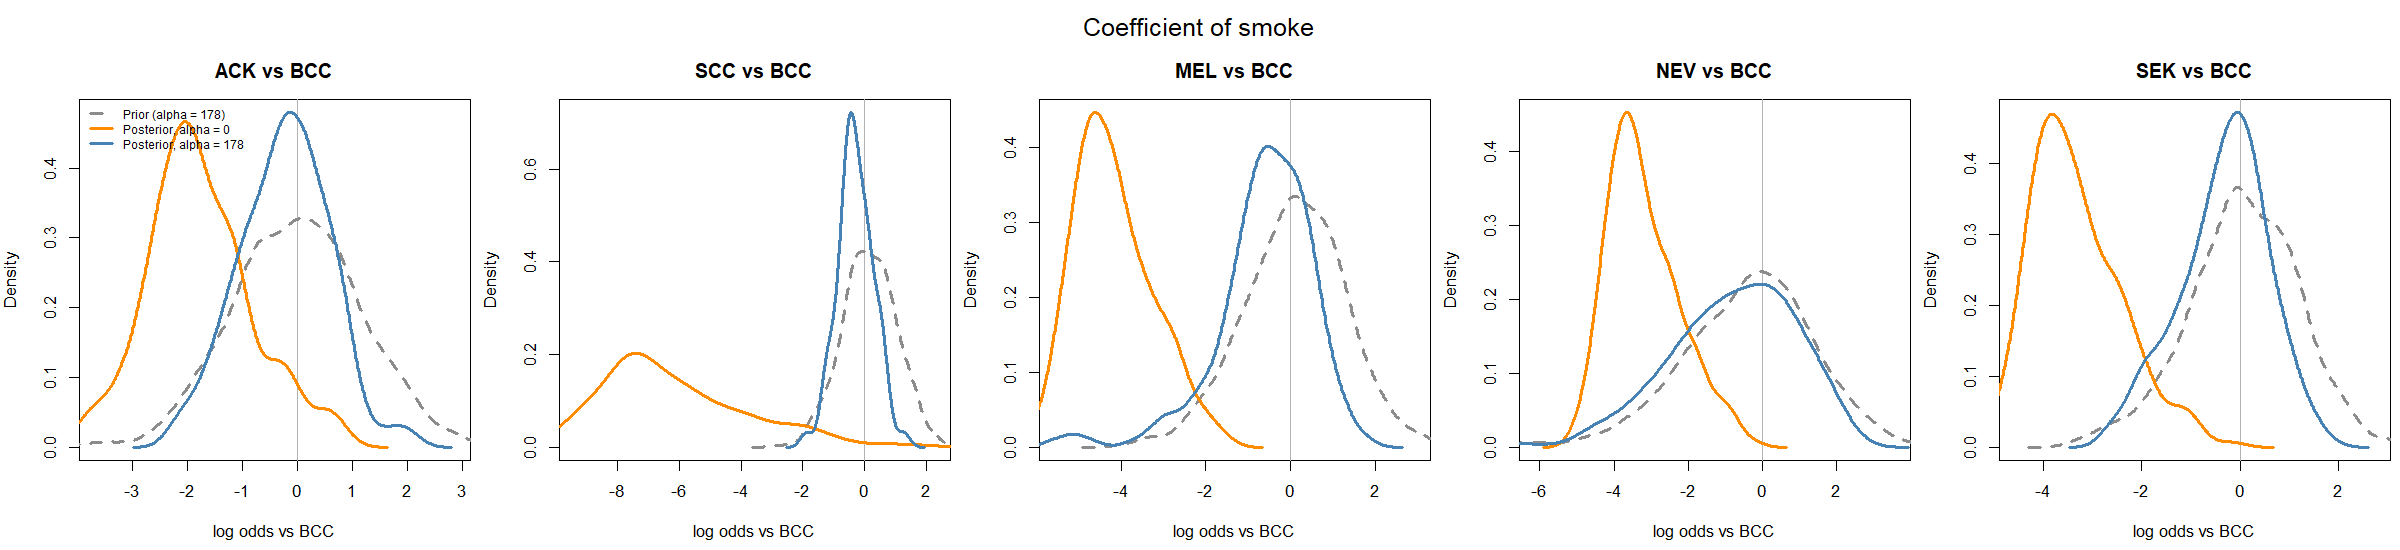 Coefficient of smoke
ACK vs BCC
Prior (alpha = 178)
Posterior, alpha = 0
Posterior, alpha = 178
Density
0.0
0.1
0.2
0.3
0.4
-3 -2 -1 0 1 2 3
log odds vs BCC
SCC vs BCC
Density
0.0
0.2
0.4
0.6
-8 -6 -4 -2 0 2
log odds vs BCC
MEL vs BCC
Density
0.0
0.1
0.2
0.3
0.4
-4 -2 0 2
log odds vs BCC
NEV vs BCC
Density
0.0
0.1
0.2
0.3
0.4
-6 -4 -2 0 2
log odds vs BCC
SEK vs BCC
Density
0.0
0.1
0.2
0.3
0.4
-4 -2 0 2
log odds vs BCC